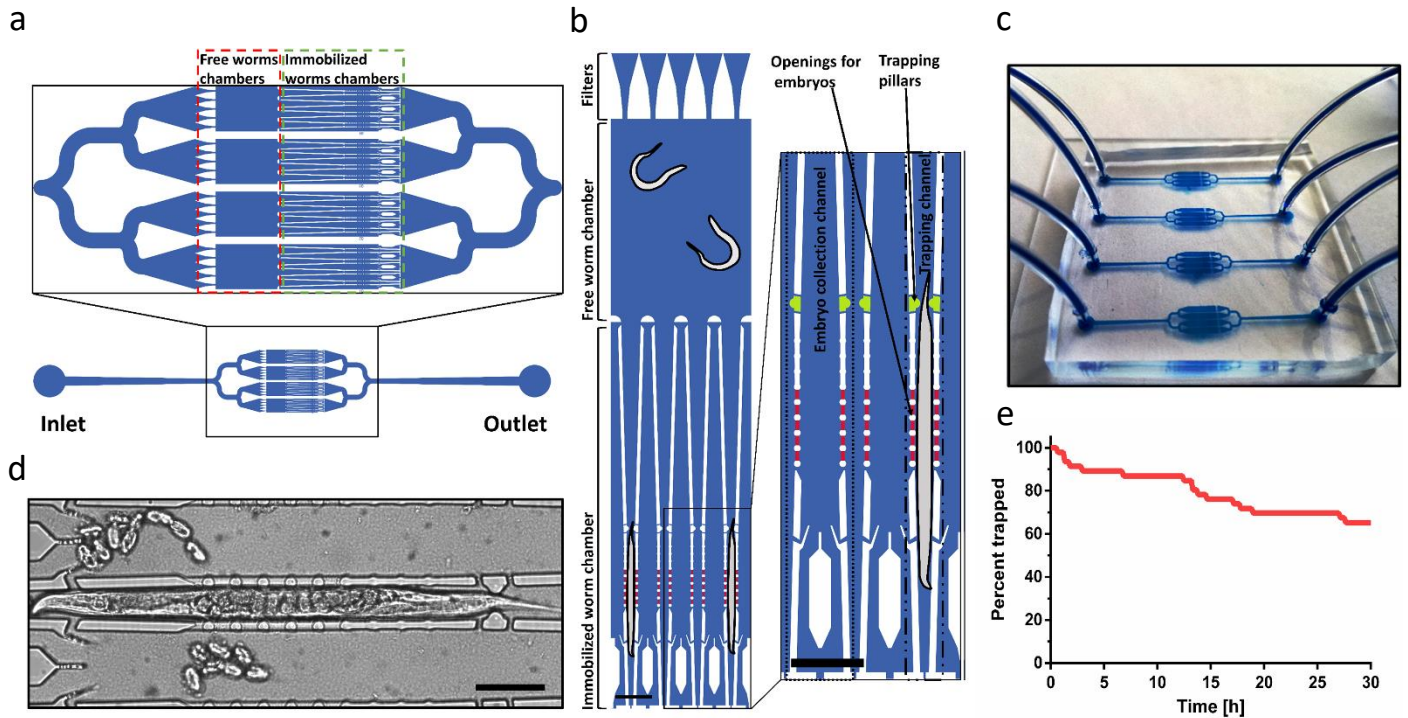 a
Free worms
chambers
Immobilized
worms chambers
Inlet
Outlet
b
Filters
Free worm chamber
Immobilized worm chamber
Openings for
embryos
Trapping
pillars
Embryo collection channel
Trapping channel
c
d
e
Percent trapped
100
80
60
40
20
0
0
5
10
15
20
25
30
Time [h]